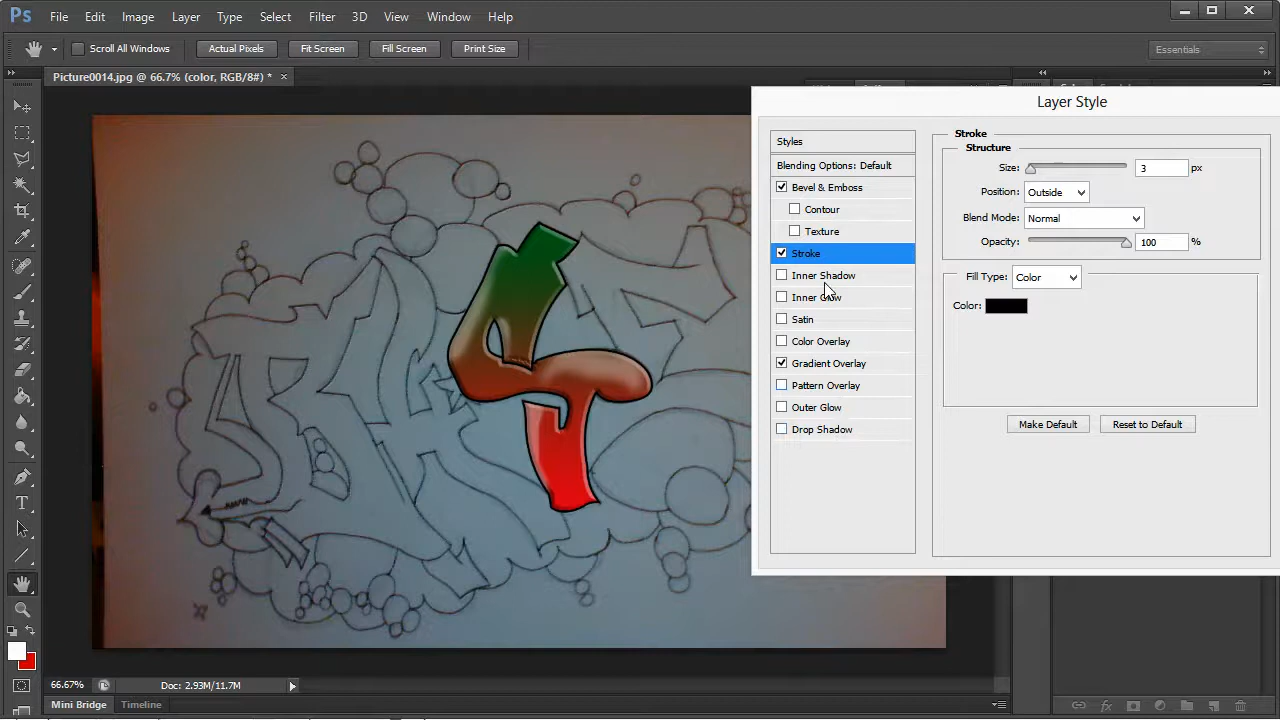 Ps File Edit Image Layer Type Select Filter 3D View Window Help
Scroll All Windows Actual Pixels Fit Screen Fill Screen Print Size Essentials
Picture0014.jpg @ 66.7% (color, RGB/8#) * ×
Layer Style
Styles
Blending Options: Default
Bevel & Emboss
Contour
Texture
Stroke
Inner Shadow
Inner Glow
Satin
Color Overlay
Gradient Overlay
Pattern Overlay
Outer Glow
Drop Shadow
Stroke
Structure
Size: 3 px
Position: Outside
Blend Mode: Normal
Opacity: 100 %
Fill Type: Color
Color:
Make Default Reset to Default
66.67% Doc: 2.93M/11.7M
Mini Bridge Timeline